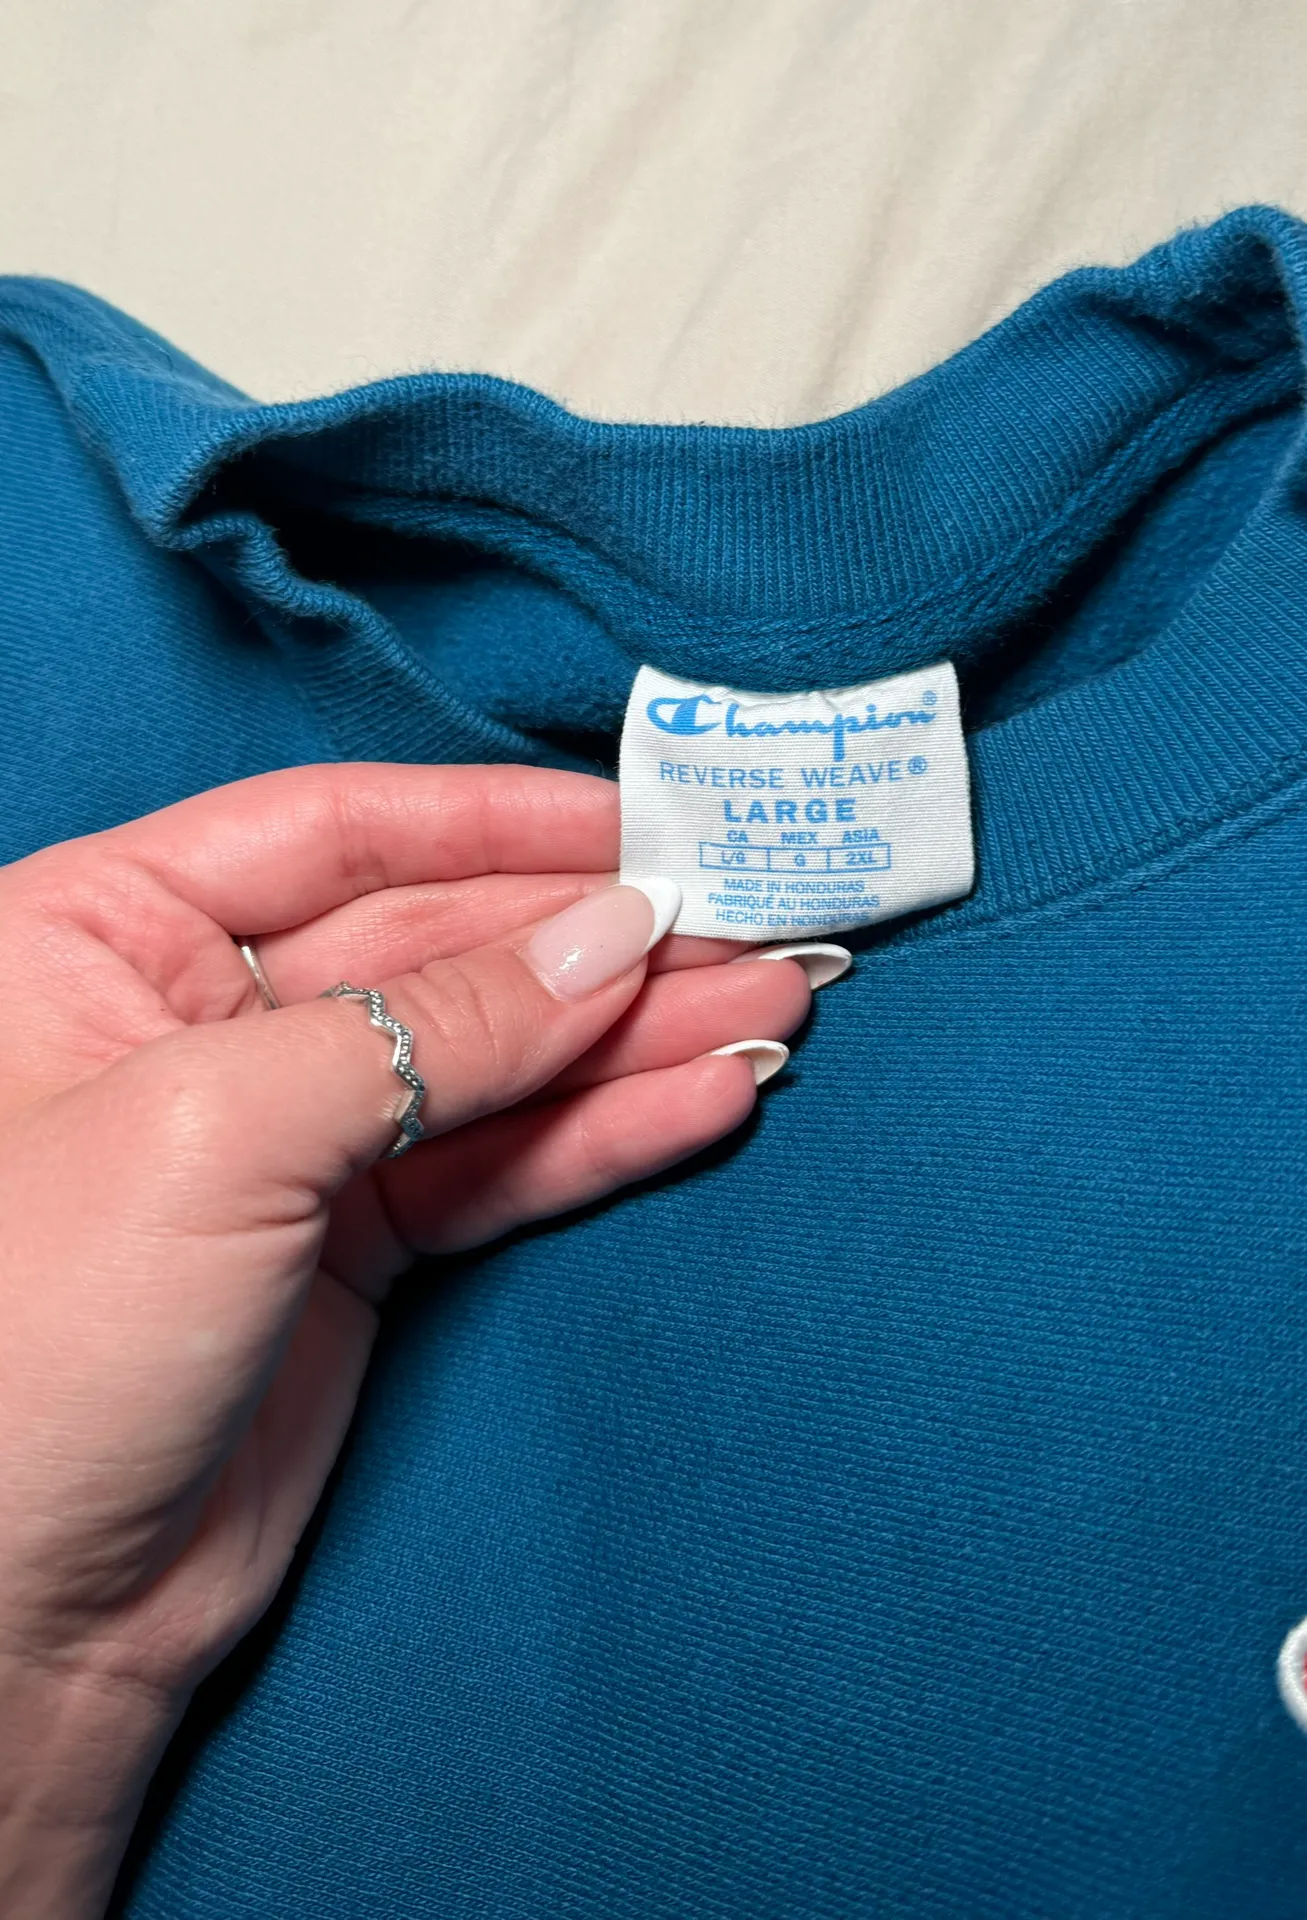 Champion®
REVERSE WEAVE®
LARGE
CA MEX ASIA
L/G G 2XL
MADE IN HONDURAS
FABRIQUÉ AU HONDURAS
HECHO EN HONDURAS